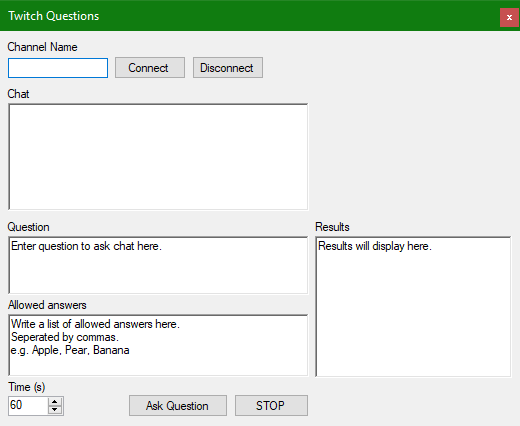 Twitch Questions
x
Channel Name
Connect
Disconnect
Chat
Question
Results
Enter question to ask chat here.
Results will display here.
Allowed answers
Write a list of allowed answers here.
Seperated by commas.
e.g. Apple, Pear, Banana
Time (s)
60
Ask Question
STOP